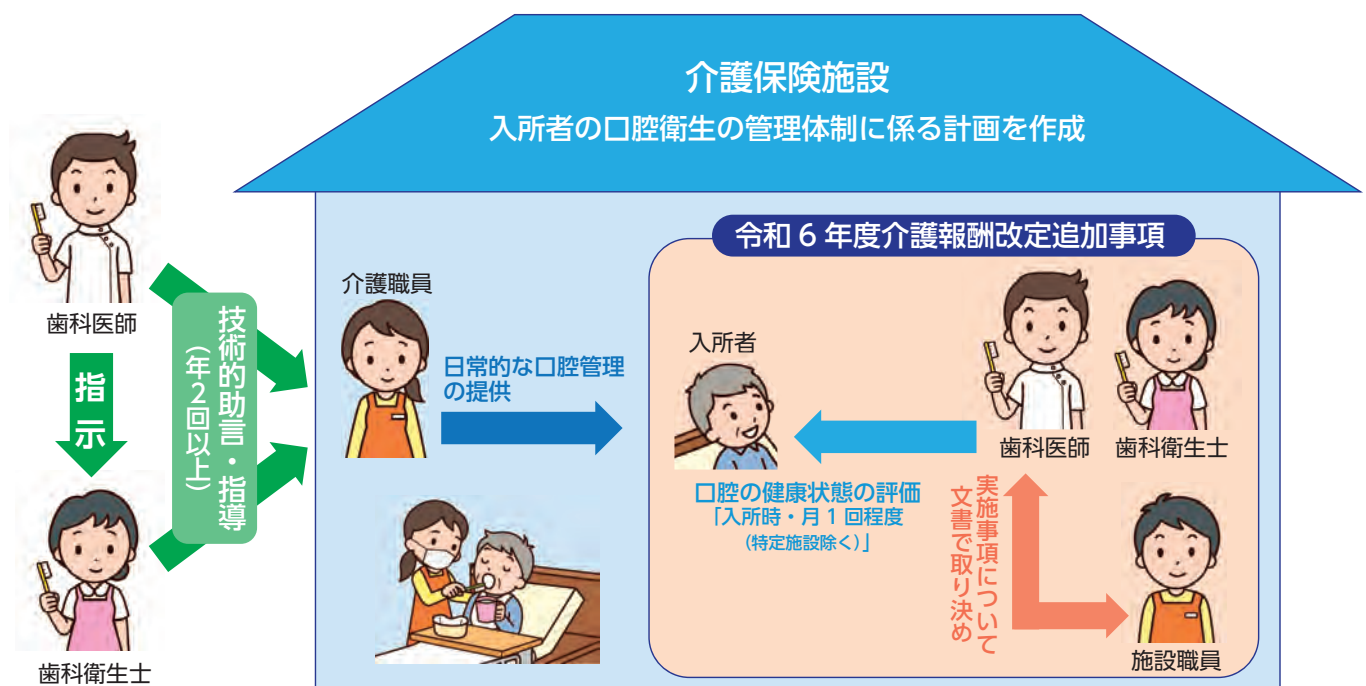 介護保険施設
入所者の口腔衛生の管理体制に係る計画を作成
歯科医師
指示
歯科衛生士
技術的助言・指導
(年2回以上)
介護職員
日常的な口腔管理
の提供
令和6年度介護報酬改定追加事項
入所者
歯科医師
歯科衛生士
口腔の健康状態の評価
「入所時・月1回程度
(特定施設除く)」
実施事項について
文書で取り決め
施設職員